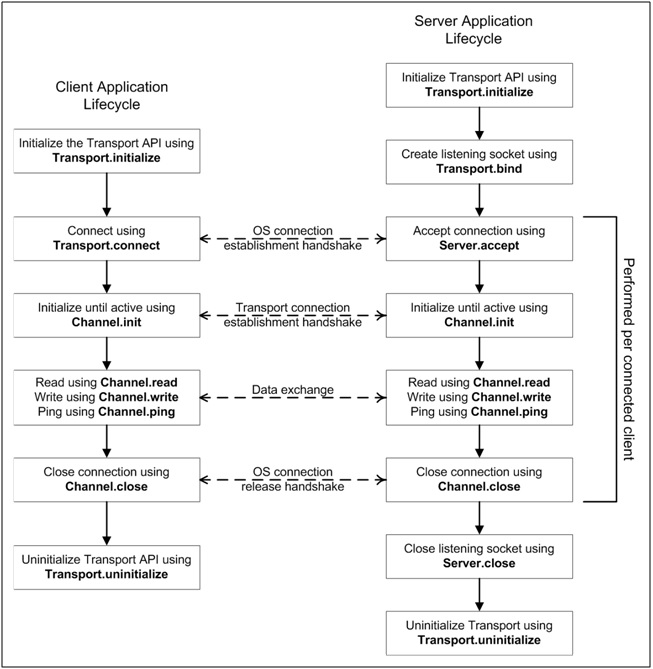 Client Application
Lifecycle
Initialize the Transport API using
Transport.initialize
Connect using
Transport.connect
Initialize until active using
Channel.init
Read using Channel.read
Write using Channel.write
Ping using Channel.ping
Close connection using
Channel.close
Uninitialize Transport API using
Transport.uninitialize
OS connection
establishment handshake
Transport connection
establishment handshake
Data exchange
OS connection
release handshake
Server Application
Lifecycle
Initialize Transport API using
Transport.initialize
Create listening socket using
Transport.bind
Accept connection using
Server.accept
Initialize until active using
Channel.init
Read using Channel.read
Write using Channel.write
Ping using Channel.ping
Close connection using
Channel.close
Close listening socket using
Server.close
Uninitialize Transport using
Transport.uninitialize
Performed per connected client